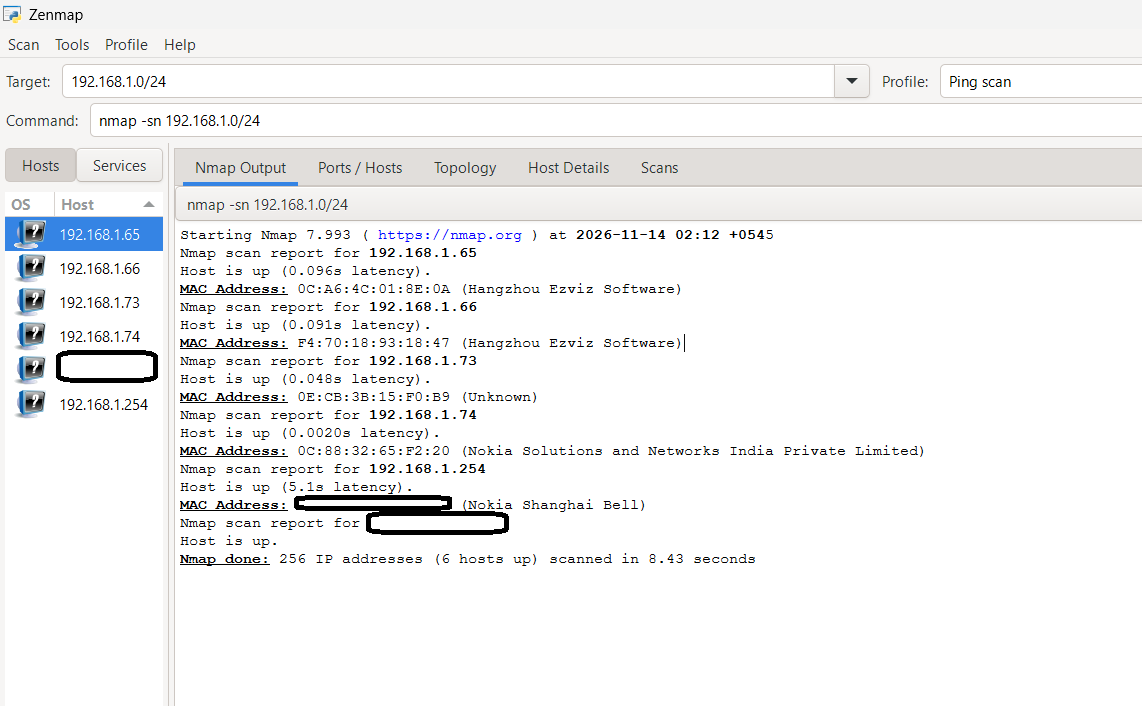 Zenmap
Scan Tools Profile Help
Target: 192.168.1.0/24 Profile: Ping scan
Command: nmap -sn 192.168.1.0/24
Hosts Services
Nmap Output Ports / Hosts Topology Host Details Scans
OS Host
192.168.1.65
192.168.1.66
192.168.1.73
192.168.1.74
192.168.1.254
nmap -sn 192.168.1.0/24
Starting Nmap 7.993 ( https://nmap.org ) at 2026-11-14 02:12 +0545
Nmap scan report for 192.168.1.65
Host is up (0.096s latency).
MAC Address: 0C:A6:4C:01:8E:0A (Hangzhou Ezviz Software)
Nmap scan report for 192.168.1.66
Host is up (0.091s latency).
MAC Address: F4:70:18:93:18:47 (Hangzhou Ezviz Software)
Nmap scan report for 192.168.1.73
Host is up (0.048s latency).
MAC Address: 0E:CB:3B:15:F0:B9 (Unknown)
Nmap scan report for 192.168.1.74
Host is up (0.0020s latency).
MAC Address: 0C:88:32:65:F2:20 (Nokia Solutions and Networks India Private Limited)
Nmap scan report for 192.168.1.254
Host is up (5.1s latency).
MAC Address: (Nokia Shanghai Bell)
Nmap scan report for
Host is up.
Nmap done: 256 IP addresses (6 hosts up) scanned in 8.43 seconds